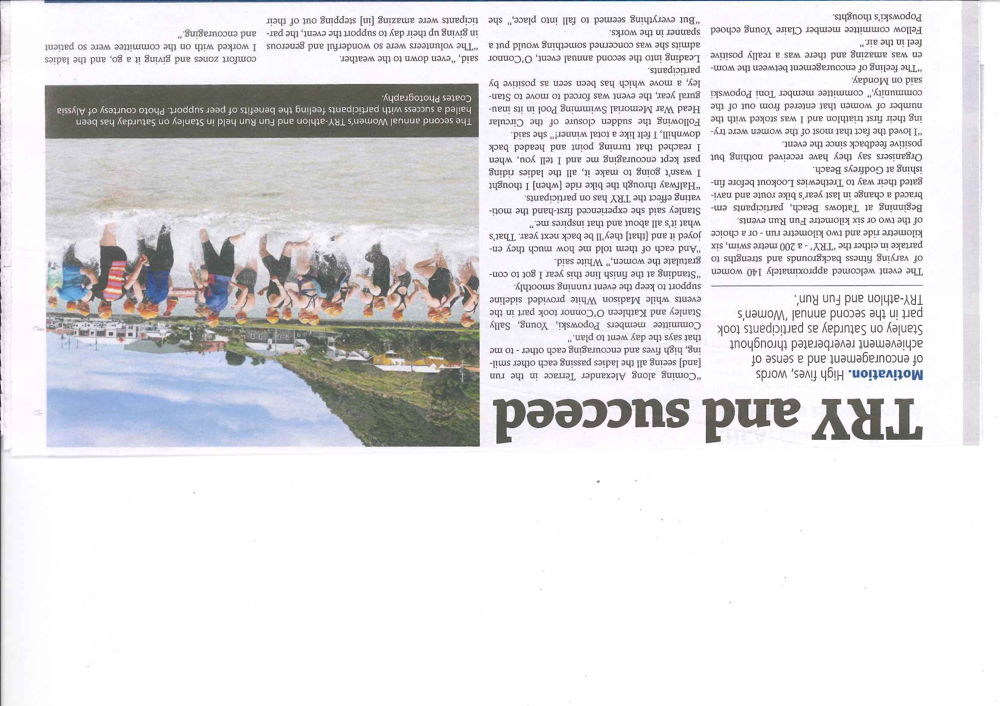 TRY and succeed
Motivation. High fives, words
of encouragement and a sense of
achievement reverberated throughout
Stanley on Saturday as participants took
part in the second annual 'Women's
TRY-athlon and Fun Run'.
The event welcomed approximately 140 women
of varying fitness backgrounds and strengths to
partake in either the 'TRY' - a 200 metre swim, six
kilometre ride and two kilometre run - or a choice
of the two or six kilometre Fun Run events.
Beginning at Tatlows Beach, participants em-
braced a change in last year's bike route and navi-
gated their way to Trethewies Lookout before fin-
ishing at Godfreys Beach.
Organisers say they have received nothing but
positive feedback since the event.
"I loved the fact that most of the women were try-
ing their first triathlon and I was stoked with the
number of women that entered from out of the
community," committee member Toni Popowski
said on Monday.
"The feeling of encouragement between the wom-
en was amazing and there was a really positive
feel in the air."
Fellow committee member Claire Young echoed
Popowski's thoughts.
"Coming along Alexander Terrace in the run
[and] seeing all the ladies passing each other smil-
ing, high fives and encouraging each other - to me
that says the day went to plan."
Committee members Popowski, Young, Sally
Stanley and Kathleen O'Connor took part in the
events while Madison White provided sideline
support to keep the event running smoothly.
"Standing at the finish line this year I got to con-
gratulate the women," White said.
"And each of them told me how much they en-
joyed it and [that] they'll be back next year. That's
what it's all about and that inspires me."
Stanley said she experienced first-hand the moti-
vating effect the TRY has on participants.
"Halfway through the bike ride [when] I thought
I wasn't going to make it, all the ladies riding
past kept encouraging me and I tell you, when
I reached that turning point and headed back
downhill, I felt like a total winner!" she said.
Following the sudden closure of the Circular
Head War Memorial Swimming Pool in its inau-
gural year, the event was forced to move to Stan-
ley, a move which has been seen as positive by
participants.
Leading into the second annual event, O'Connor
admits she was concerned something would put a
spanner in the works.
"But everything seemed to fall into place," she
The second annual Women's TRY-athlon and Fun Run held in Stanley on Saturday has been
hailed a success with participants feeling the benefits of peer support. Photo courtesy of Alyssia
Coates Photography.
said, "even down to the weather.
"The volunteers were so wonderful and generous
in giving up their day to support the event, the par-
ticipants were amazing [in] stepping out of their
comfort zones and giving it a go, and the ladies
I worked with on the committee were so patient
and encouraging."